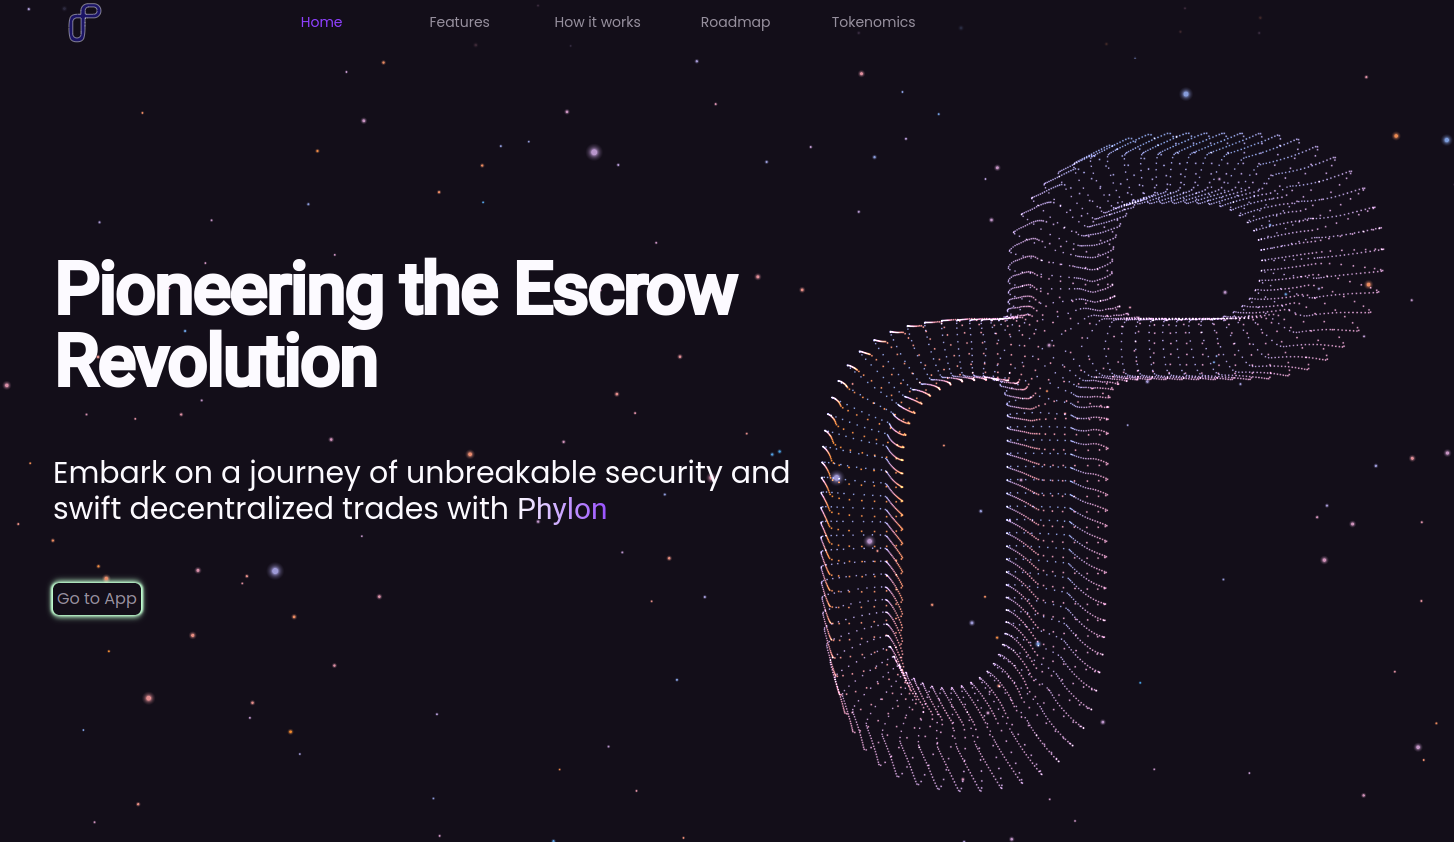 Home Features How it works Roadmap Tokenomics
Pioneering the Escrow
Revolution
Embark on a journey of unbreakable security and
swift decentralized trades with Phylon
Go to App